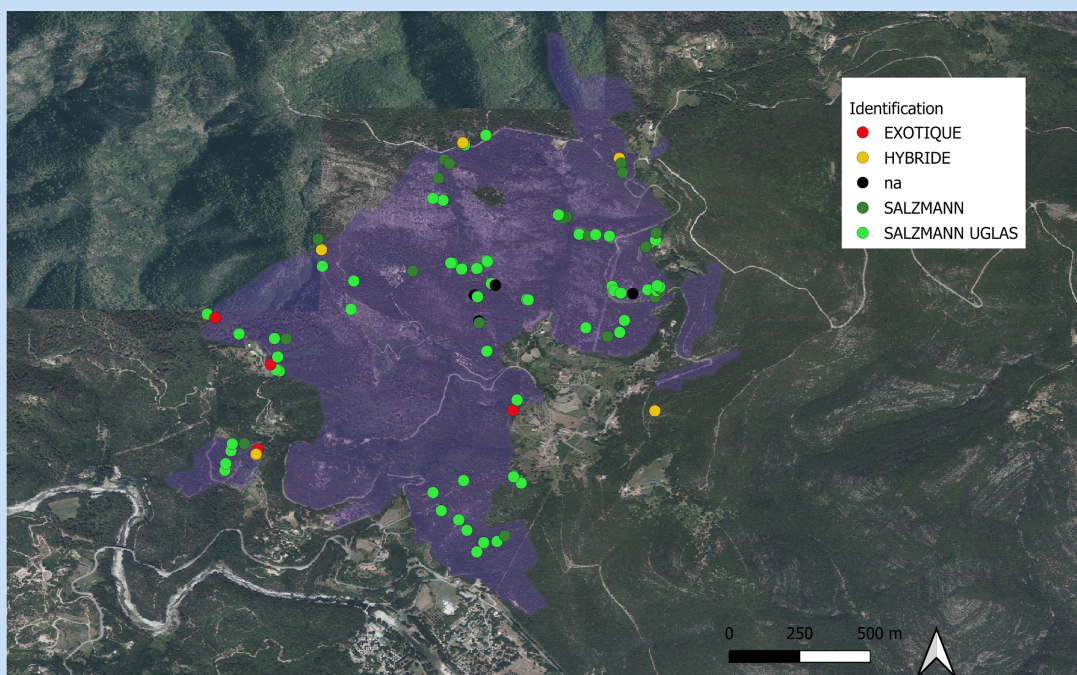 Identification
EXOTIQUE
HYBRIDE
na
SALZMANN
SALZMANN UGLAS
0 250 500 m